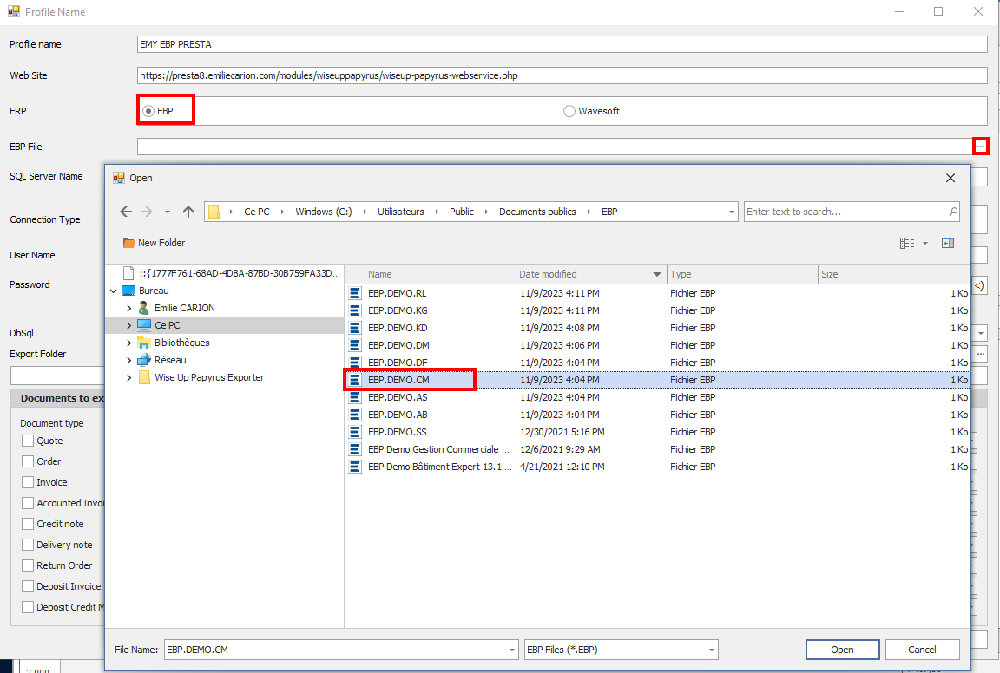 Profile Name
Profile name
EMY EBP PRESTA
Web Site
https://presta8.emiliecarion.com/modules/wiseuppapyrus/wiseup-papyrus-webservice.php
ERP
EBP
Wavesoft
EBP File
...
SQL Server Name
Connection Type
User Name
Password
DbSql
Export Folder
...
Documents to ex
Document type
Quote
Order
Invoice
Accounted Invoi
Credit note
Delivery note
Return Order
Deposit Invoice
Deposit Credit M
Open
Ce PC
Windows (C:)
Utilisateurs
Public
Documents publics
EBP
Enter text to search...
New Folder
::{1777F761-68AD-4D8A-87BD-30B759FA33D...
Bureau
Emilie CARION
Ce PC
Bibliothèques
Réseau
Wise Up Papyrus Exporter
Name Date modified Type Size
EBP.DEMO.RL 11/9/2023 4:11 PM Fichier EBP 1 Ko
EBP.DEMO.KG 11/9/2023 4:11 PM Fichier EBP 1 Ko
EBP.DEMO.KD 11/9/2023 4:08 PM Fichier EBP 1 Ko
EBP.DEMO.DM 11/9/2023 4:06 PM Fichier EBP 1 Ko
EBP.DEMO.DF 11/9/2023 4:04 PM Fichier EBP 1 Ko
EBP.DEMO.CM 11/9/2023 4:04 PM Fichier EBP 1 Ko
EBP.DEMO.AS 11/9/2023 4:04 PM Fichier EBP 1 Ko
EBP.DEMO.AB 11/9/2023 4:04 PM Fichier EBP 1 Ko
EBP.DEMO.SS 12/30/2021 5:16 PM Fichier EBP 1 Ko
EBP Demo Gestion Commerciale ... 12/6/2021 9:29 AM Fichier EBP 1 Ko
EBP Demo Bâtiment Expert 13.1 ... 4/21/2021 12:10 PM Fichier EBP 1 Ko
File Name:
EBP.DEMO.CM
EBP Files (*.EBP)
Open
Cancel